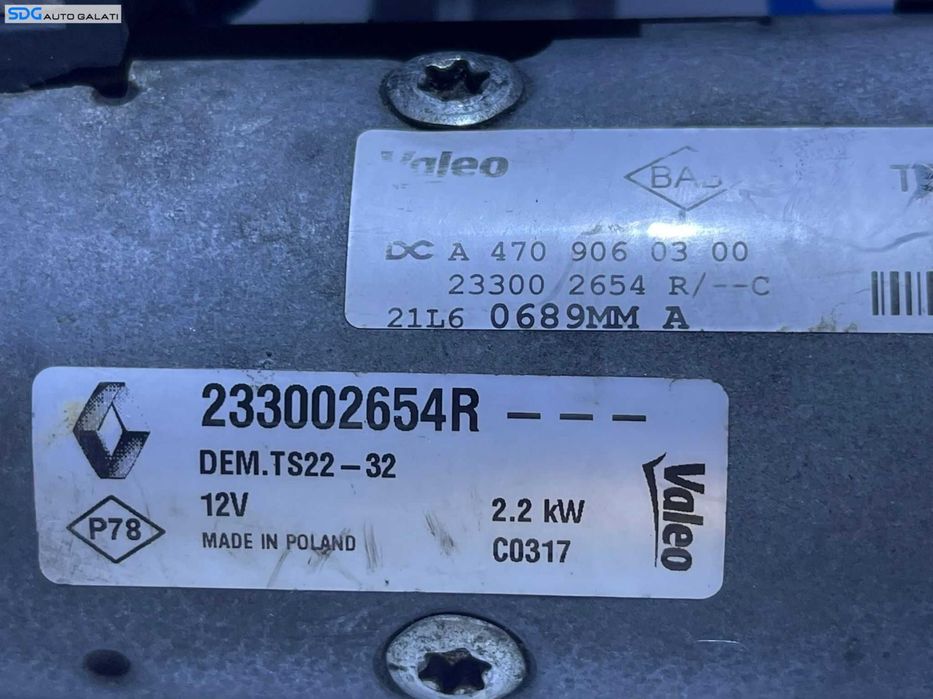 SDG AUTO GALATI
Valeo
BAB
A 470 906 03 00
23300 2654 R/--C
21L6 0689MM A
233002654R ---
DEM.TS22-32
12V 2.2 kW
P78
MADE IN POLAND C0317
Valeo